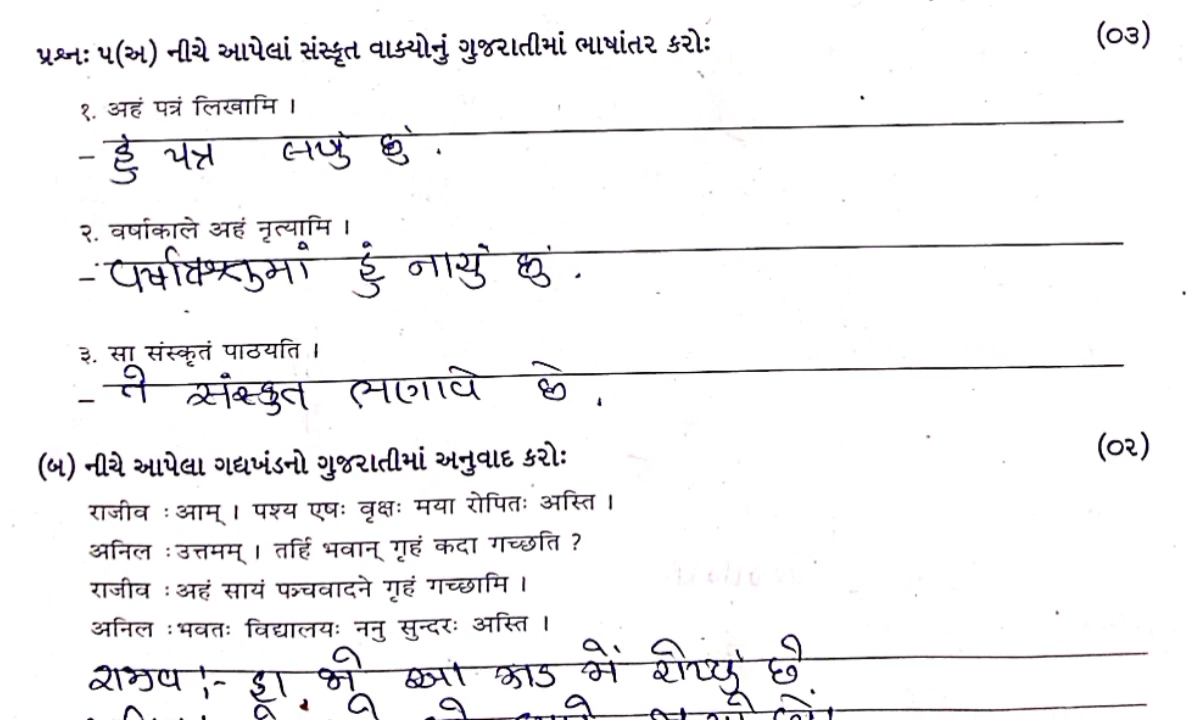 પ્રશ્ન: ૫(અ) નીચે આપેલાં સંસ્કૃત વાક્યોનું ગુજરાતીમાં ભાષાંતર કરો: (૦૩)
१. अहं पत्रं लिखामि ।
- હું પત્ર લખું છું.
२. वर्षाकाले अहं नृत्यामि ।
- વર્ષાઋતુમાં હું નાચું છું.
३. सा संस्कृतं पाठयति ।
- તે સંસ્કૃત ભણાવે છે.
(બ) નીચે આપેલા ગદ્યખંડનો ગુજરાતીમાં અનુવાદ કરો: (૦૨)
राजीव : आम् । पश्य एषः वृक्षः मया रोपितः अस्ति ।
अनिल : उत्तमम् । तर्हि भवान् गृहं कदा गच्छति ?
राजीव : अहं सायं पञ्चवादने गृहं गच्छामि ।
अनिल : भवतः विद्यालयः ननु सुन्दरः अस्ति ।
રાજીવ :- હા, જો આ ઝાડ મેં રોપ્યું છે